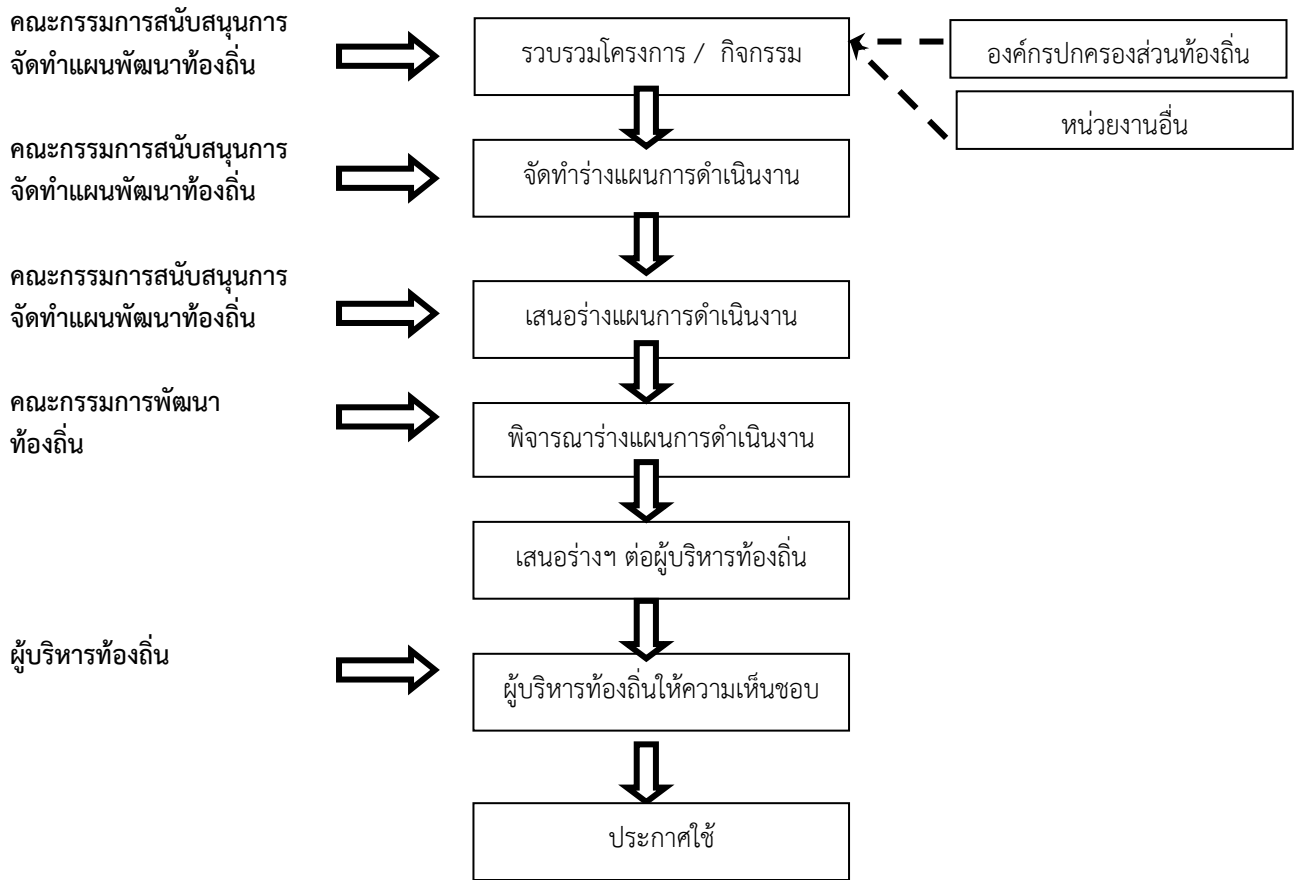 คณะกรรมการสนับสนุนการ
จัดทำแผนพัฒนาท้องถิ่น
รวบรวมโครงการ / กิจกรรม
องค์กรปกครองส่วนท้องถิ่น
หน่วยงานอื่น
คณะกรรมการสนับสนุนการ
จัดทำแผนพัฒนาท้องถิ่น
จัดทำร่างแผนการดำเนินงาน
คณะกรรมการสนับสนุนการ
จัดทำแผนพัฒนาท้องถิ่น
เสนอร่างแผนการดำเนินงาน
คณะกรรมการพัฒนา
ท้องถิ่น
พิจารณาร่างแผนการดำเนินงาน
เสนอร่างฯ ต่อผู้บริหารท้องถิ่น
ผู้บริหารท้องถิ่น
ผู้บริหารท้องถิ่นให้ความเห็นชอบ
ประกาศใช้